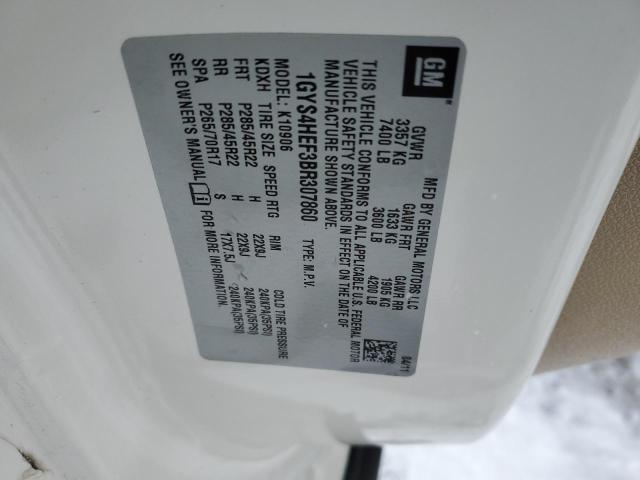 GM
MFD BY GENERAL MOTORS LLC 04/11
GVWR GAWR FRT GAWR RR
3357 KG 1633 KG 1905 KG
7400 LB 3600 LB 4200 LB
THIS VEHICLE CONFORMS TO ALL APPLICABLE U.S. FEDERAL MOTOR
VEHICLE SAFETY STANDARDS IN EFFECT ON THE DATE OF
MANUFACTURE SHOWN ABOVE.
1GYS4HEF3BR307860 TYPE: M.P.V.
MODEL: K10906
KDXH TIRE SIZE SPEED RTG RIM COLD TIRE PRESSURE
FRT P285/45R22 H 22X9J 240KPA(35PSI)
RR P285/45R22 H 22X9J 240KPA(35PSI)
SPA P265/70R17 S 17X7.5J 240KPA(35PSI)
SEE OWNER'S MANUAL FOR MORE INFORMATION.